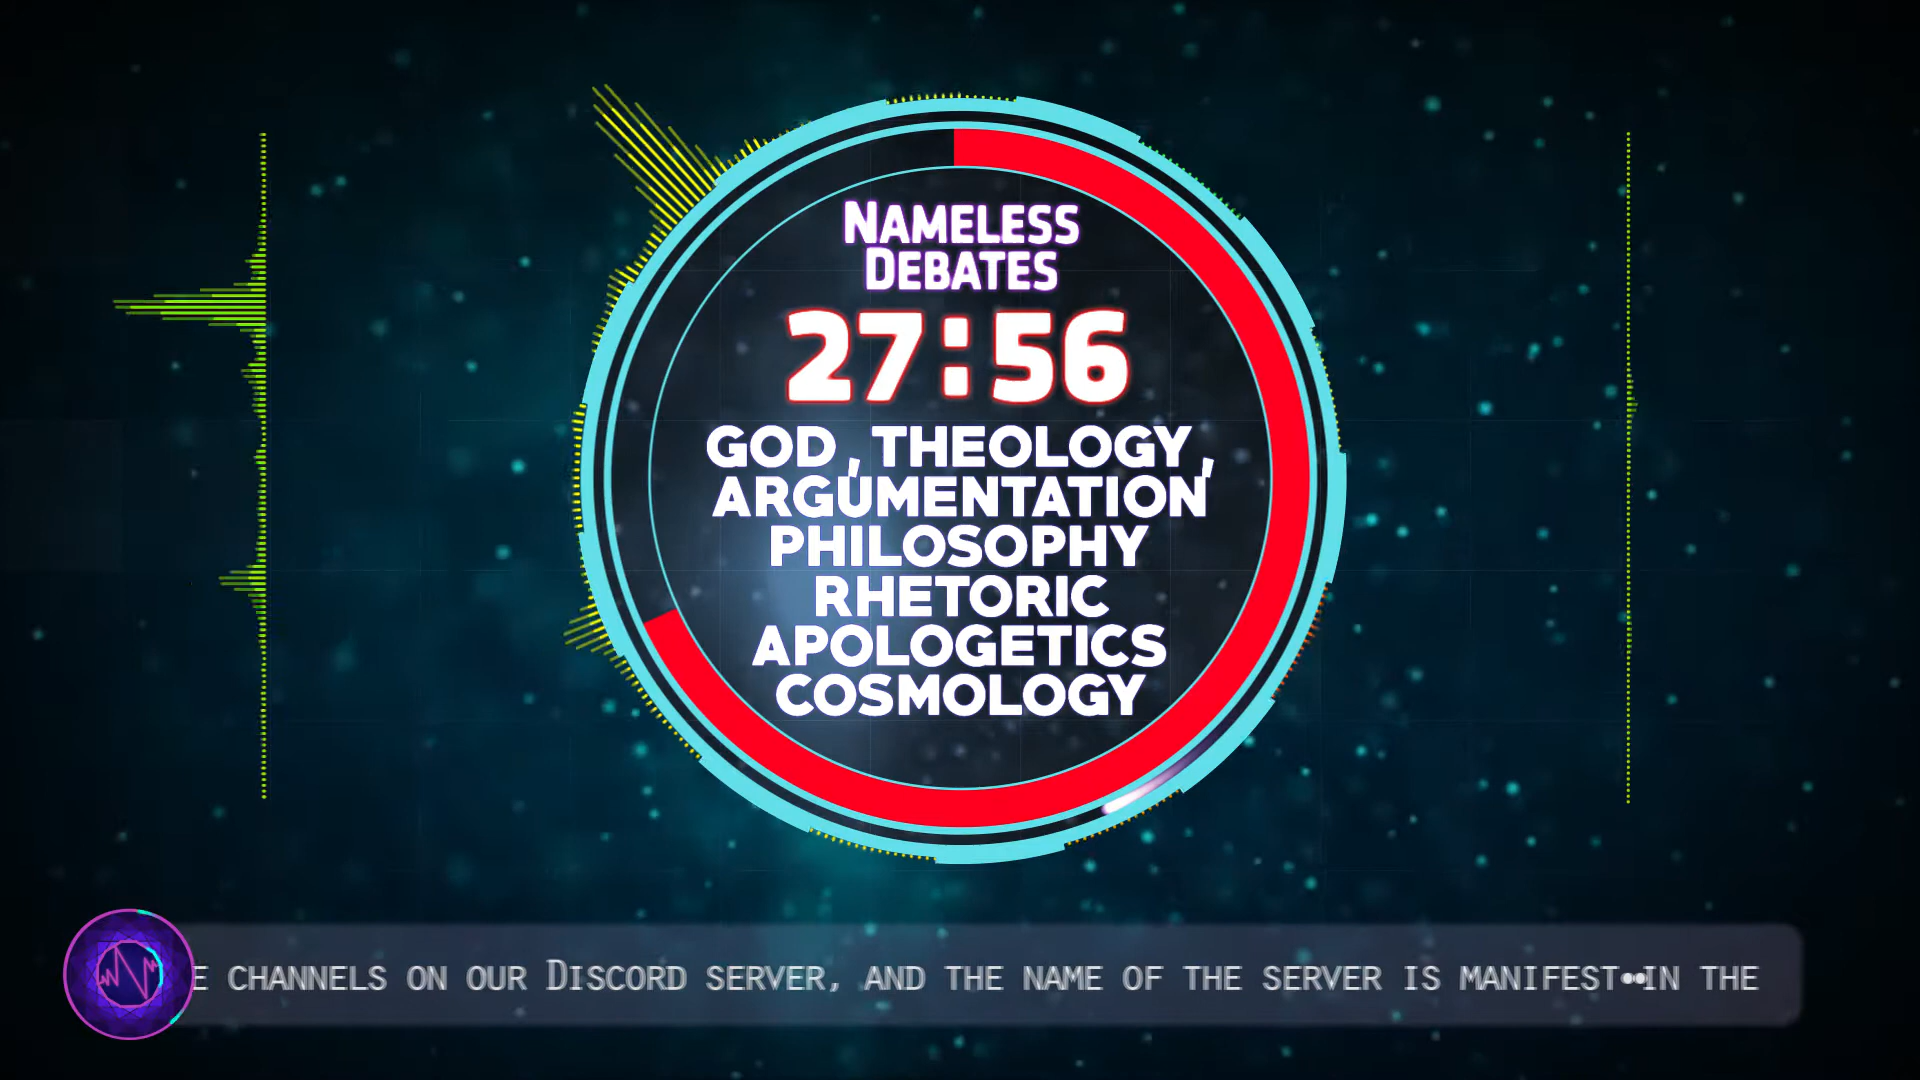 NAMELESS
DEBATES
27:56
GOD, THEOLOGY,
ARGUMENTATION
PHILOSOPHY
RHETORIC
APOLOGETICS
COSMOLOGY
E CHANNELS ON OUR DISCORD SERVER, AND THE NAME OF THE SERVER IS MANIFEST••IN THE